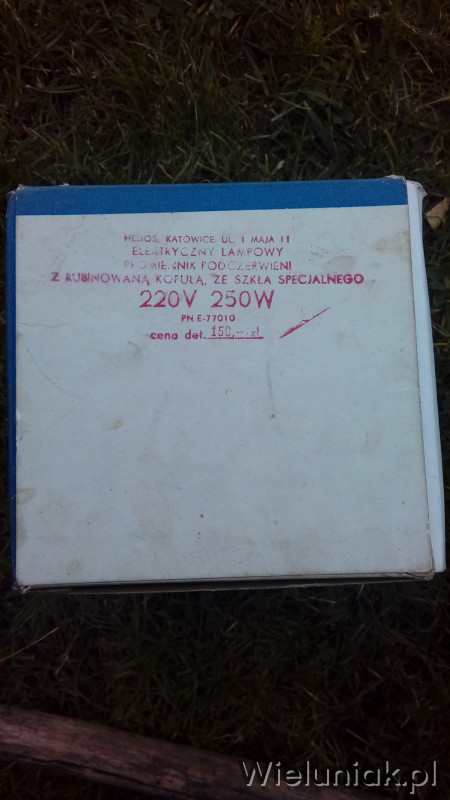 HELIOS, KATOWICE, UL. 1 MAJA 11
ELEKTRYCZNY LAMPOWY
PROMIENNIK PODCZERWIENI
Z RUBINOWANĄ KOPUŁĄ, ZE SZKŁA SPECJALNEGO
220V 250W
PN E-77010
cena det. 150,- zł
Wieluniak.pl